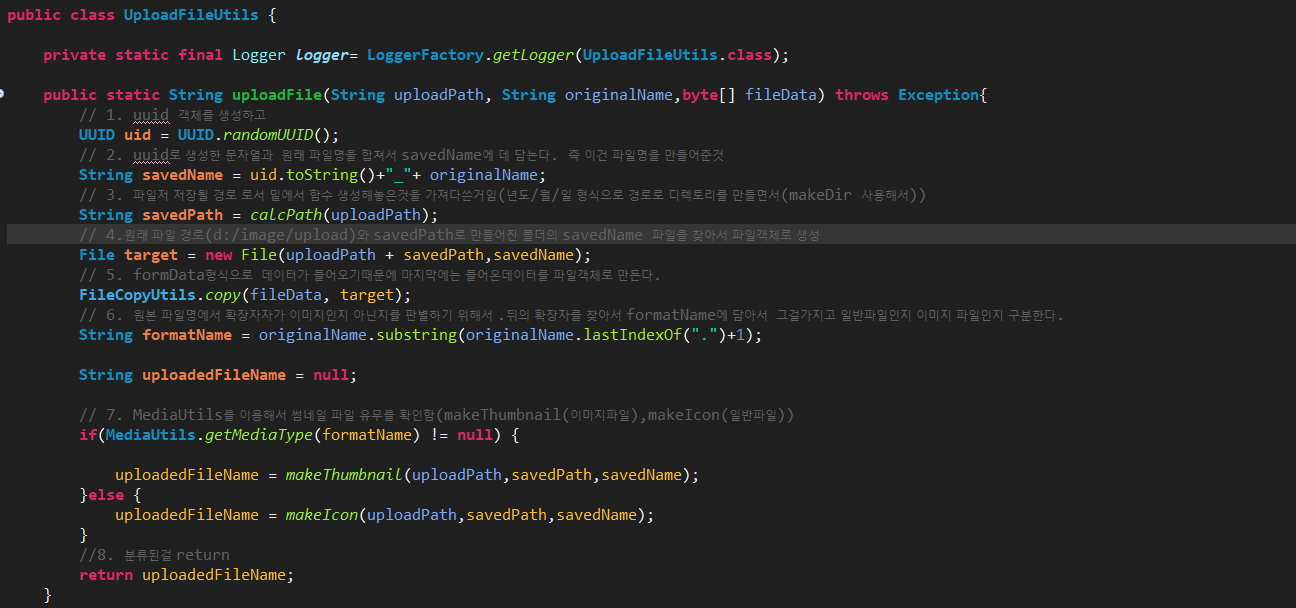 public class UploadFileUtils {
private static final Logger logger= LoggerFactory.getLogger(UploadFileUtils.class);
public static String uploadFile(String uploadPath, String originalName,byte[] fileData) throws Exception{
// 1. uuid 객체를 생성하고
UUID uid = UUID.randomUUID();
// 2. uuid로 생성한 문자열과 원래 파일명을 합쳐서 savedName에 데 담는다. 즉 이건 파일명을 만들어준것
String savedName = uid.toString()+"_"+ originalName;
// 3. 파일저 저장될 경로 로서 밑에서 함수 생성해놓은것을 가져다쓴거임(년도/월/일 형식으로 경로로 디렉토리를 만들면서(makeDir 사용해서))
String savedPath = calcPath(uploadPath);
// 4.원래 파일 경로(d:/image/upload)와 savedPath로 만들어진 폴더의 savedName 파일을 찾아서 파일객체로 생성
File target = new File(uploadPath + savedPath,savedName);
// 5. formData형식으로 데이터가 들어오기때문에 마지막에는 들어온데이터를 파일객체로 만든다.
FileCopyUtils.copy(fileData, target);
// 6. 원본 파일명에서 확장자자가 이미지인지 아닌지를 판별하기 위해서 .뒤의 확장자를 찾아서 formatName에 담아서 그걸가지고 일반파일인지 이미지 파일인지 구분한다.
String formatName = originalName.substring(originalName.lastIndexOf(".")+1);
String uploadedFileName = null;
// 7. MediaUtils를 이용해서 썸네일 파일 유무를 확인함(makeThumbnail(이미지파일),makeIcon(일반파일))
if(MediaUtils.getMediaType(formatName) != null) {
uploadedFileName = makeThumbnail(uploadPath,savedPath,savedName);
}else {
uploadedFileName = makeIcon(uploadPath,savedPath,savedName);
}
//8. 분류된걸 return
return uploadedFileName;
}